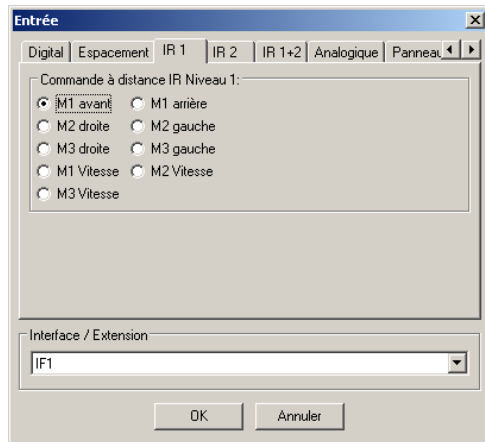 Entrée
Digital Espacement IR 1 IR 2 IR 1+2 Analogique
Commande à distance IR Niveau 1:
M1 avant M1 arrière
M2 droite M2 gauche
M3 droite M3 gauche
M1 Vitesse M2 Vitesse
M3 Vitesse
Interface / Extension
IF1
OK Annuler